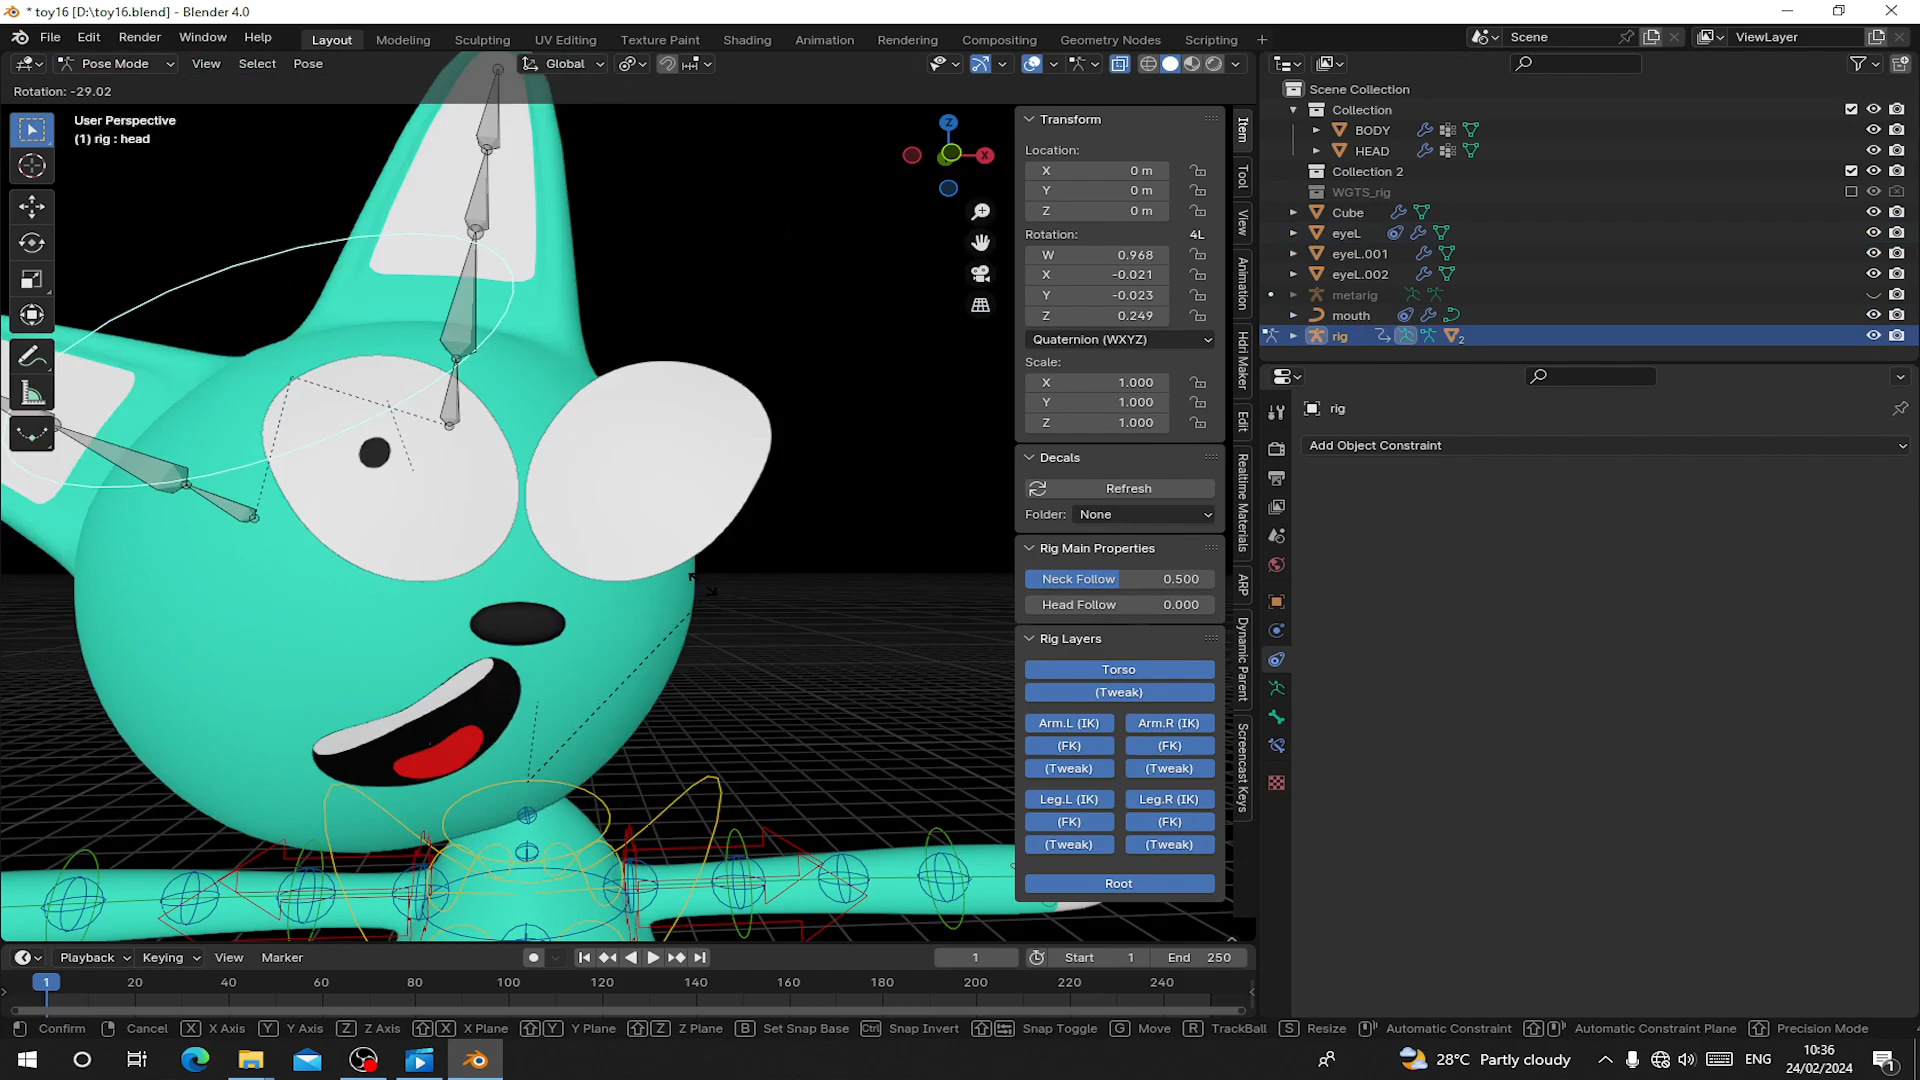 * toy16 [D:\toy16.blend] - Blender 4.0
File Edit Render Window Help Layout Modeling Sculpting UV Editing Texture Paint Shading Animation Rendering Compositing Geometry Nodes Scripting Scene ViewLayer
Pose Mode View Select Pose Global
Rotation: -29.02
User Perspective
(1) rig : head
Z
X
Transform
Location:
X 0 m
Y 0 m
Z 0 m
Rotation: 4L
W 0.968
X -0.021
Y -0.023
Z 0.249
Quaternion (WXYZ)
Scale:
X 1.000
Y 1.000
Z 1.000
Decals
Refresh
Folder: None
Rig Main Properties
Neck Follow 0.500
Head Follow 0.000
Rig Layers
Torso
(Tweak)
Arm.L (IK) Arm.R (IK)
(FK) (FK)
(Tweak) (Tweak)
Leg.L (IK) Leg.R (IK)
(FK) (FK)
(Tweak) (Tweak)
Root
Item
Tool
View
Animation
Hdri Maker
Edit
Realtime Materials
ARP
Dynamic Parent
Screencast Keys
Scene Collection
Collection
BODY
HEAD
Collection 2
WGTS_rig
Cube
eyeL
eyeL.001
eyeL.002
metarig
mouth
rig 2
rig
Add Object Constraint
Playback Keying View Marker 1 Start 1 End 250
1 20 40 60 80 100 120 140 160 180 200 220 240
Confirm Cancel X X Axis Y Y Axis Z Z Axis X X Plane Y Y Plane Z Z Plane B Set Snap Base Ctrl Snap Invert Snap Toggle G Move R TrackBall S Resize Automatic Constraint Automatic Constraint Plane Precision Mode
28°C Partly cloudy ENG 10:36
24/02/2024
1